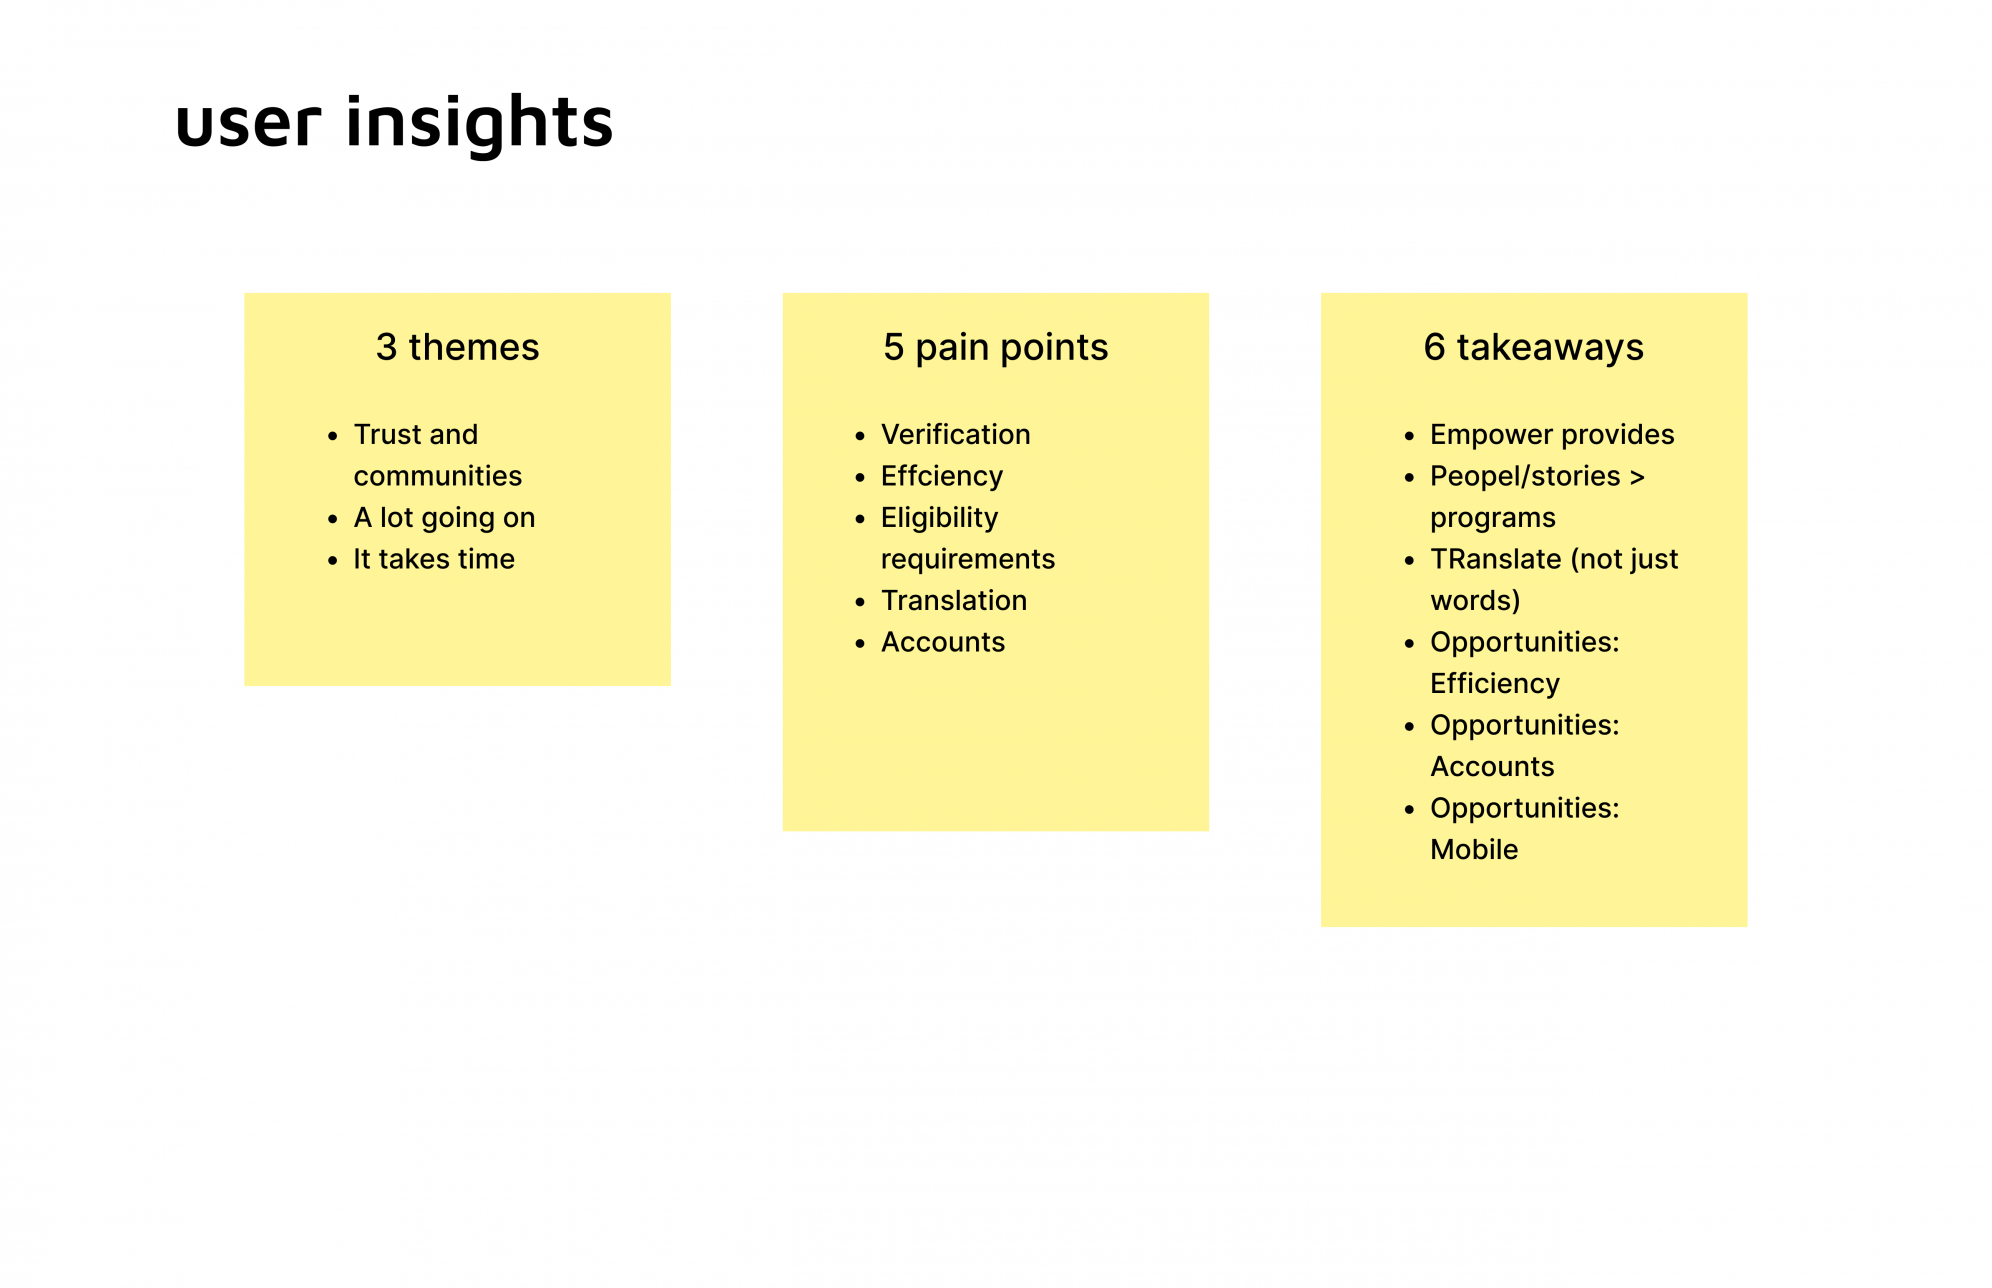 user insights
3 themes
• Trust and
communities
• A lot going on
• It takes time
5 pain points
• Verification
• Effciency
• Eligibility
requirements
• Translation
• Accounts
6 takeaways
• Empower provides
• Peopel/stories >
programs
• TRanslate (not just
words)
• Opportunities:
Efficiency
• Opportunities:
Accounts
• Opportunities:
Mobile